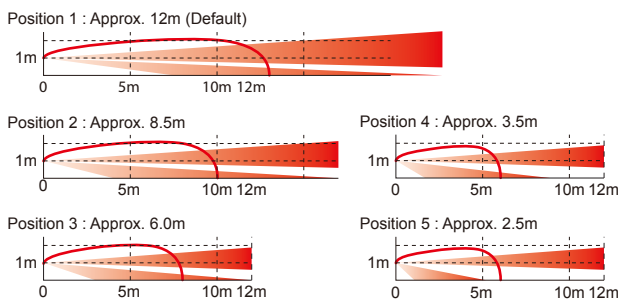 Position 1 : Approx. 12m (Default)
1m
0 5m 10m 12m
Position 2 : Approx. 8.5m
1m
0 5m 10m 12m
Position 4 : Approx. 3.5m
1m
0 5m 10m 12m
Position 3 : Approx. 6.0m
1m
0 5m 10m 12m
Position 5 : Approx. 2.5m
1m
0 5m 10m 12m